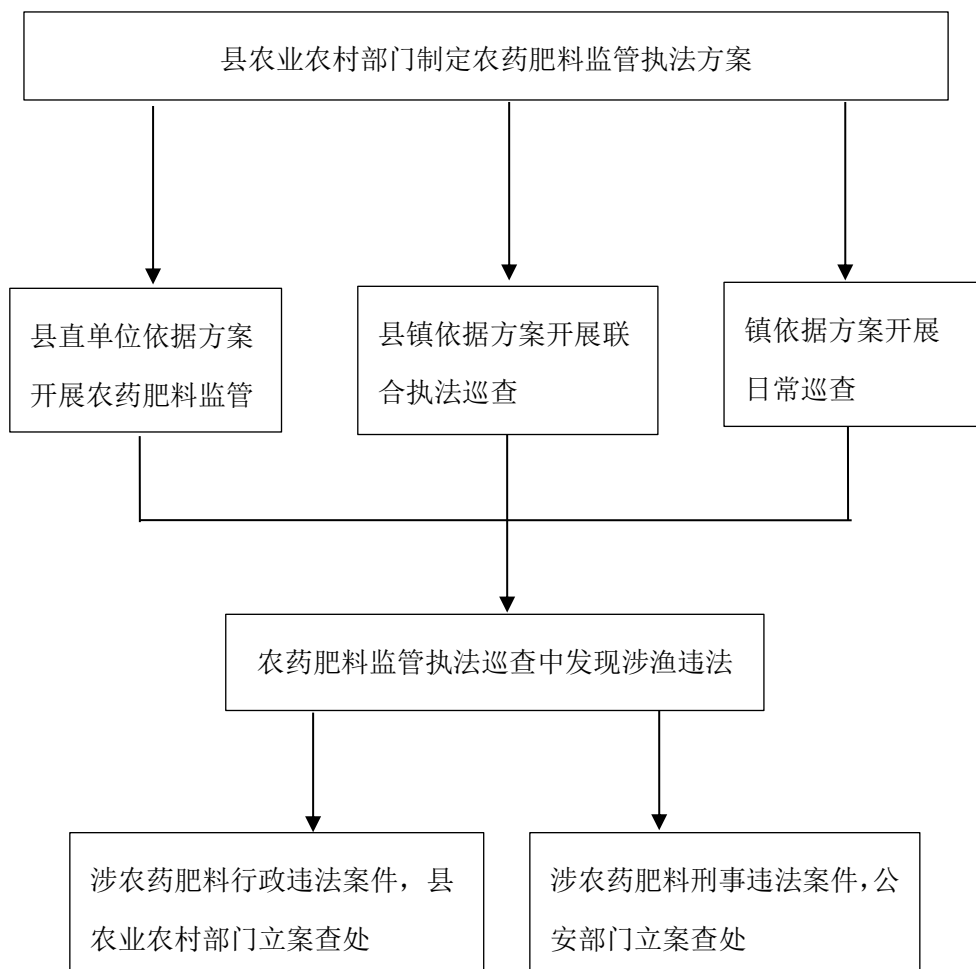 县农业农村部门制定农药肥料监管执法方案
县直单位依据方案
开展农药肥料监管
县镇依据方案开展联
合执法巡查
镇依据方案开展
日常巡查
农药肥料监管执法巡查中发现涉渔违法
涉农药肥料行政违法案件，县
农业农村部门立案查处
涉农药肥料刑事违法案件,公
安部门立案查处